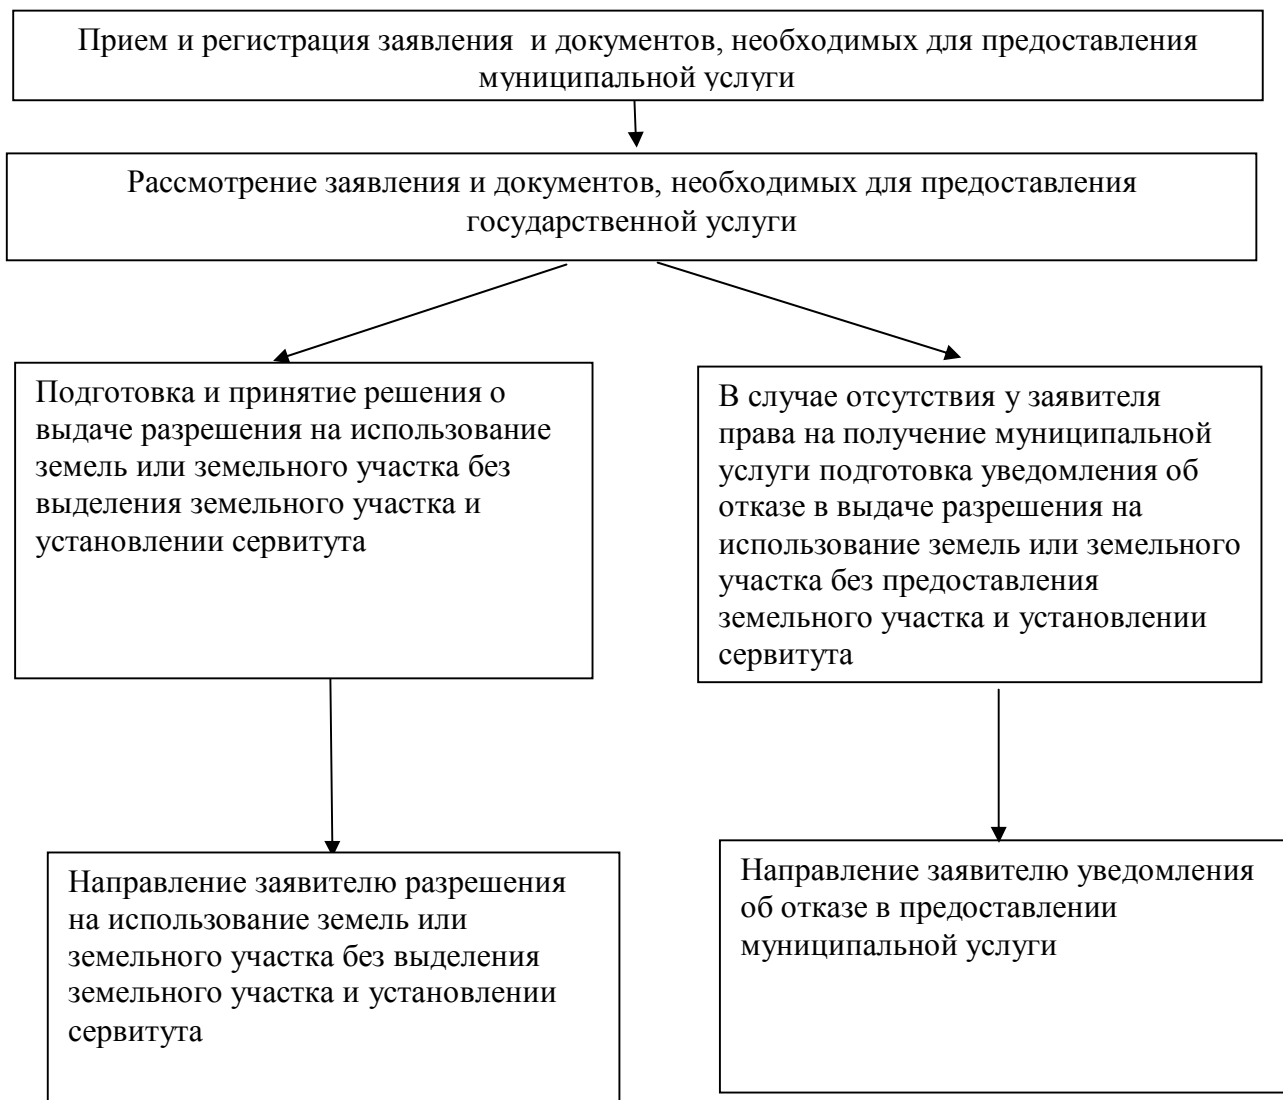 Прием и регистрация заявления  и документов, необходимых для предоставления
муниципальной услуги
Рассмотрение заявления и документов, необходимых для предоставления
государственной услуги
Подготовка и принятие решения о
выдаче разрешения на использование
земель или земельного участка без
выделения земельного участка и
установлении сервитута
В случае отсутствия у заявителя
права на получение муниципальной
услуги подготовка уведомления об
отказе в выдаче разрешения на
использование земель или земельного
участка без предоставления
земельного участка и установлении
сервитута
Направление заявителю разрешения
на использование земель или
земельного участка без выделения
земельного участка и установлении
сервитута
Направление заявителю уведомления
об отказе в предоставлении
муниципальной услуги